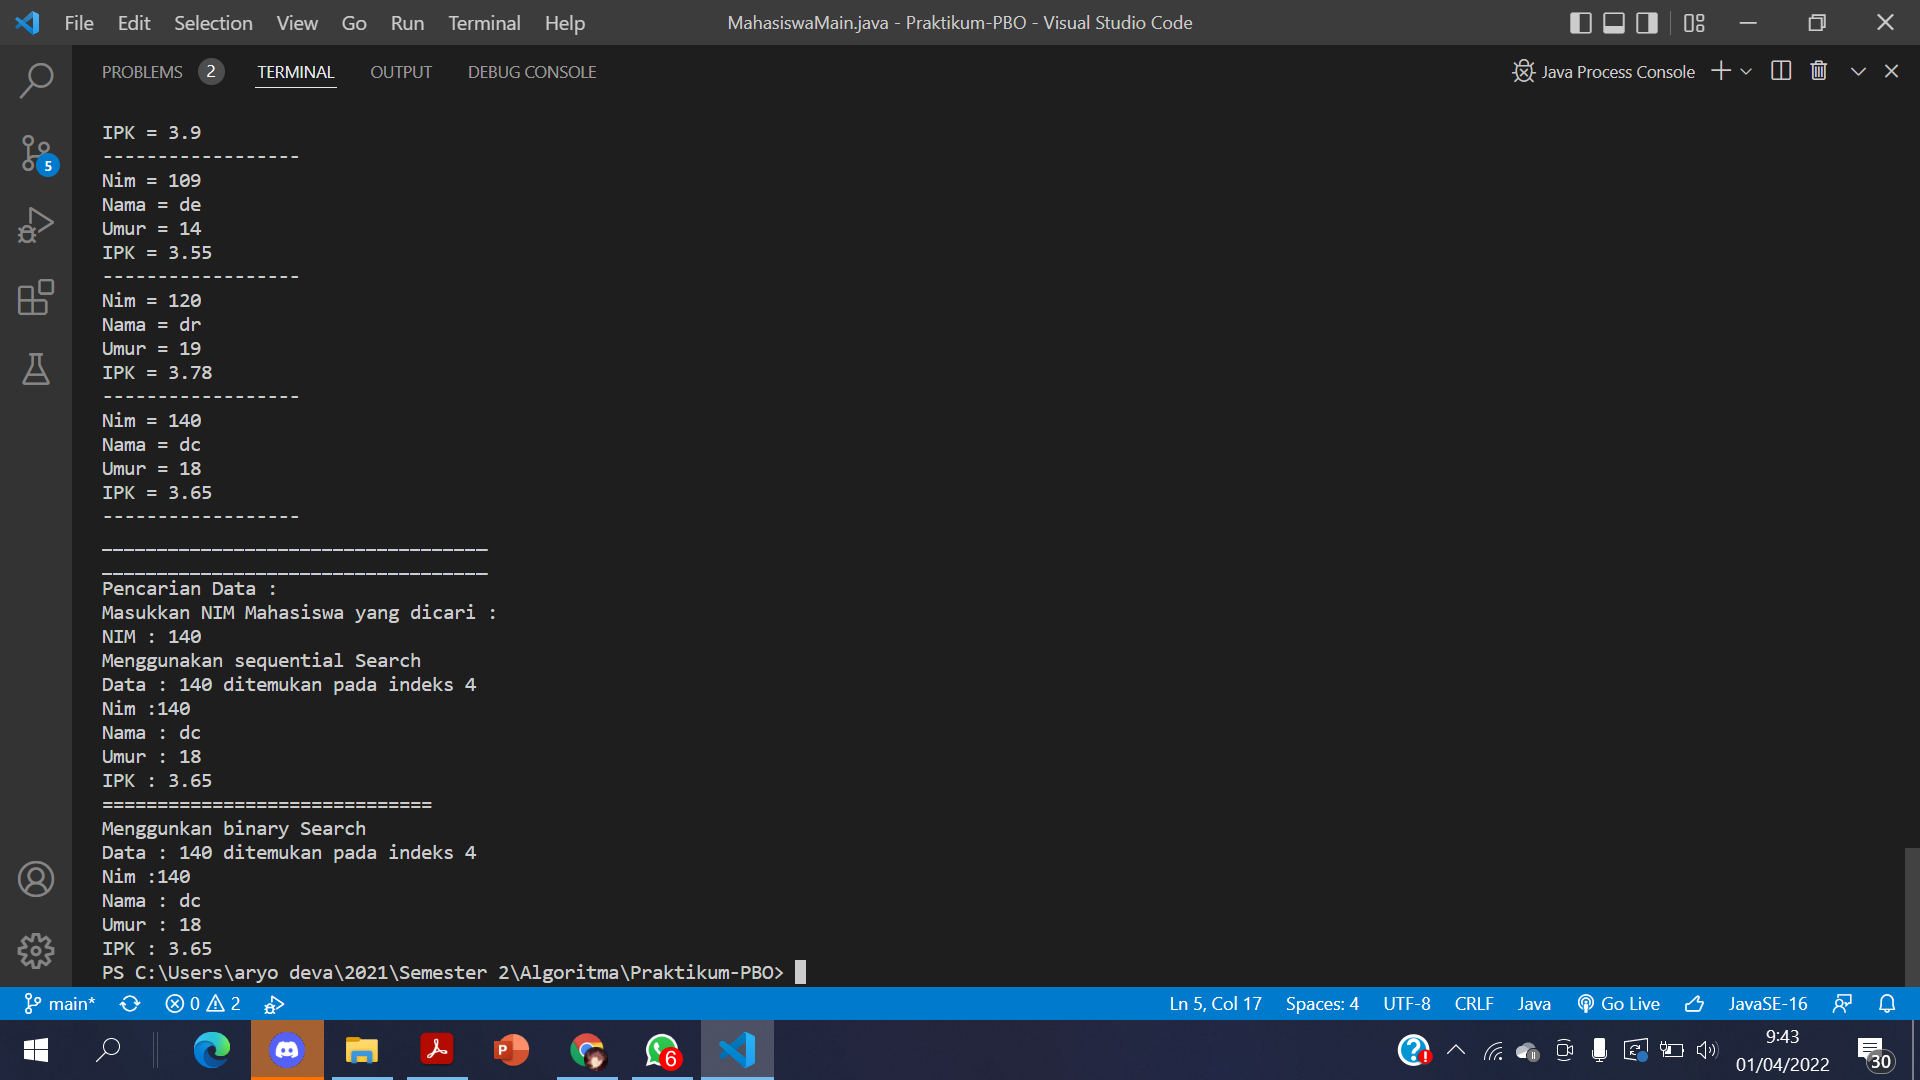 File Edit Selection View Go Run Terminal Help
MahasiswaMain.java - Praktikum-PBO - Visual Studio Code
PROBLEMS 2 TERMINAL OUTPUT DEBUG CONSOLE
Java Process Console
5
IPK = 3.9
------------------
Nim = 109
Nama = de
Umur = 14
IPK = 3.55
------------------
Nim = 120
Nama = dr
Umur = 19
IPK = 3.78
------------------
Nim = 140
Nama = dc
Umur = 18
IPK = 3.65
------------------
___________________________________
___________________________________
Pencarian Data :
Masukkan NIM Mahasiswa yang dicari :
NIM : 140
Menggunakan sequential Search
Data : 140 ditemukan pada indeks 4
Nim :140
Nama : dc
Umur : 18
IPK : 3.65
==============================
Menggunkan binary Search
Data : 140 ditemukan pada indeks 4
Nim :140
Nama : dc
Umur : 18
IPK : 3.65
PS C:\Users\aryo deva\2021\Semester 2\Algoritma\Praktikum-PBO>
main* 0 2
Ln 5, Col 17 Spaces: 4 UTF-8 CRLF Java Go Live JavaSE-16
P 6
9:43
01/04/2022
30